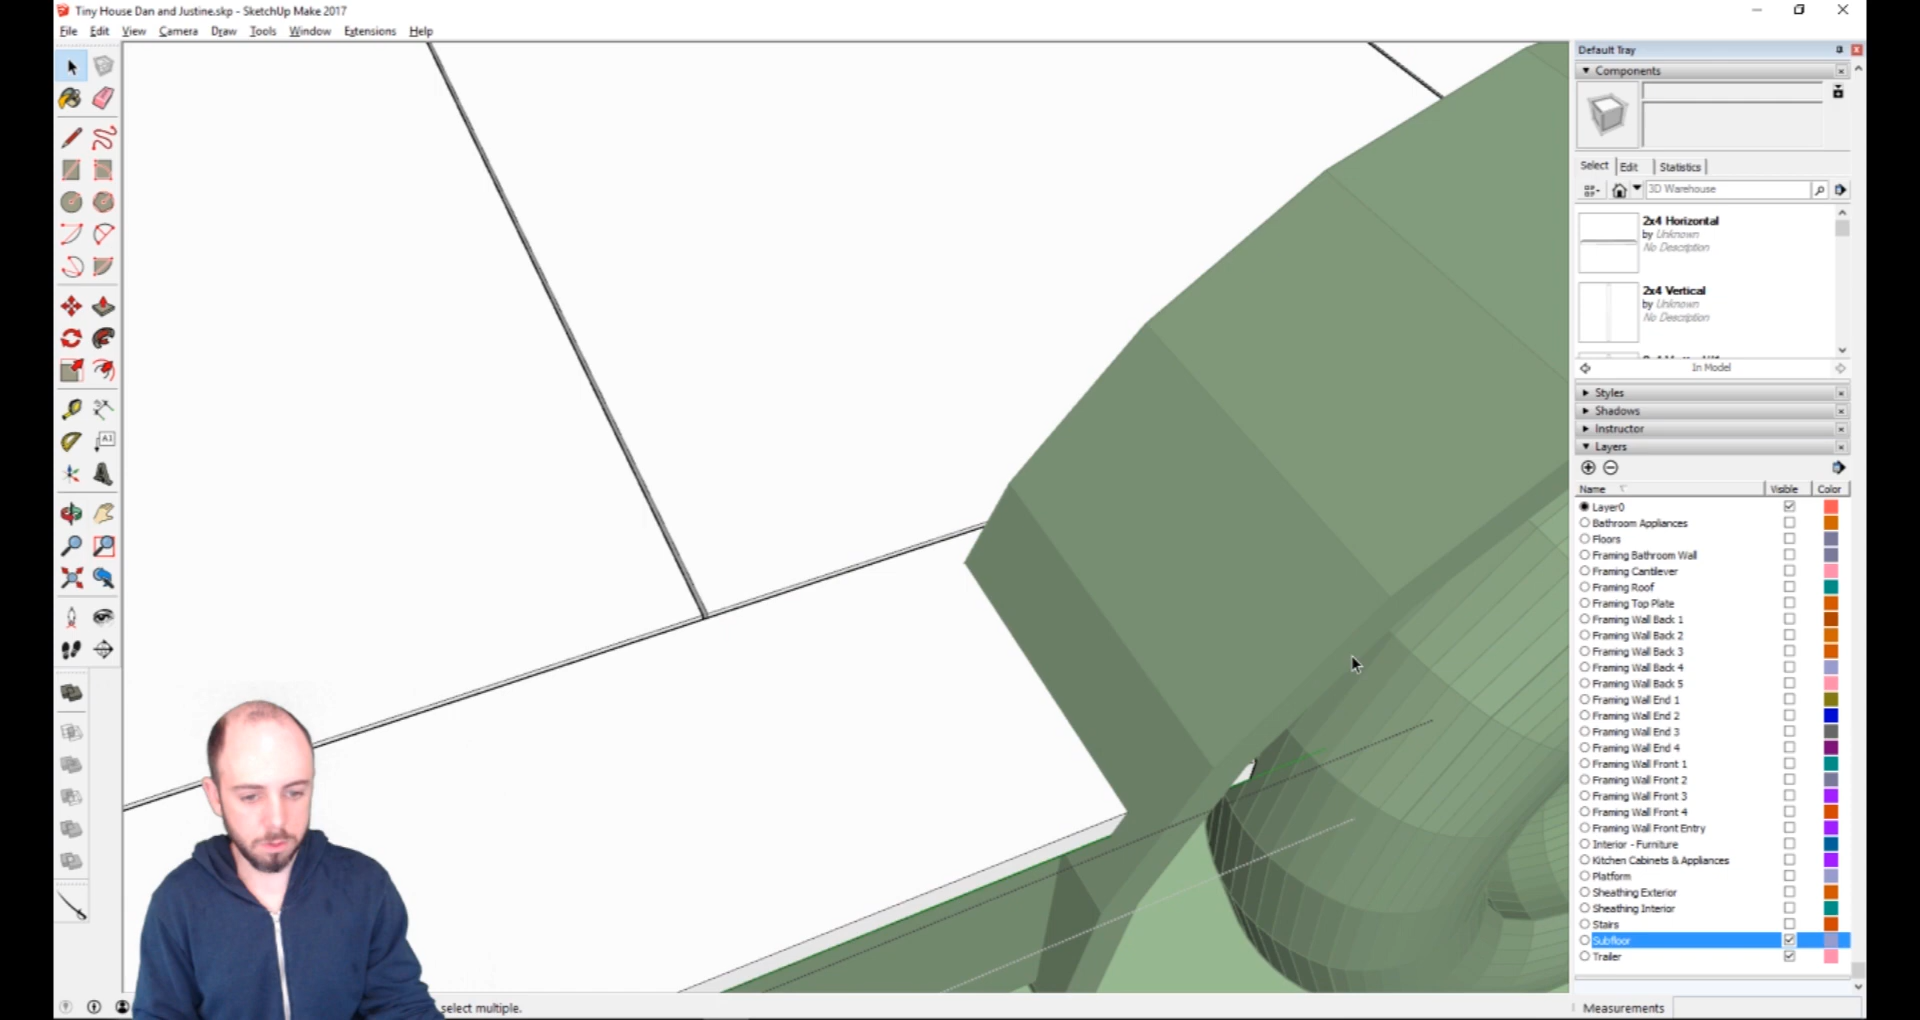 Tiny House Dan and Justine.skp - SketchUp Make 2017
File Edit View Camera Draw Tools Window Extensions Help
Default Tray
Components
Select Edit Statistics
3D Warehouse
2x4 Horizontal
by Unknown
No Description
2x4 Vertical
by Unknown
No Description
In Model
Styles
Shadows
Instructor
Layers
Name Visible Color
Layer0
Bathroom Appliances
Floors
Framing Bathroom Wall
Framing Cantilever
Framing Roof
Framing Top Plate
Framing Wall Back 1
Framing Wall Back 2
Framing Wall Back 3
Framing Wall Back 4
Framing Wall Back 5
Framing Wall End 1
Framing Wall End 2
Framing Wall End 3
Framing Wall End 4
Framing Wall Front 1
Framing Wall Front 2
Framing Wall Front 3
Framing Wall Front 4
Framing Wall Front Entry
Interior - Furniture
Kitchen Cabinets & Appliances
Platform
Sheathing Exterior
Sheathing Interior
Stairs
Subfloor
Trailer
select multiple.
Measurements